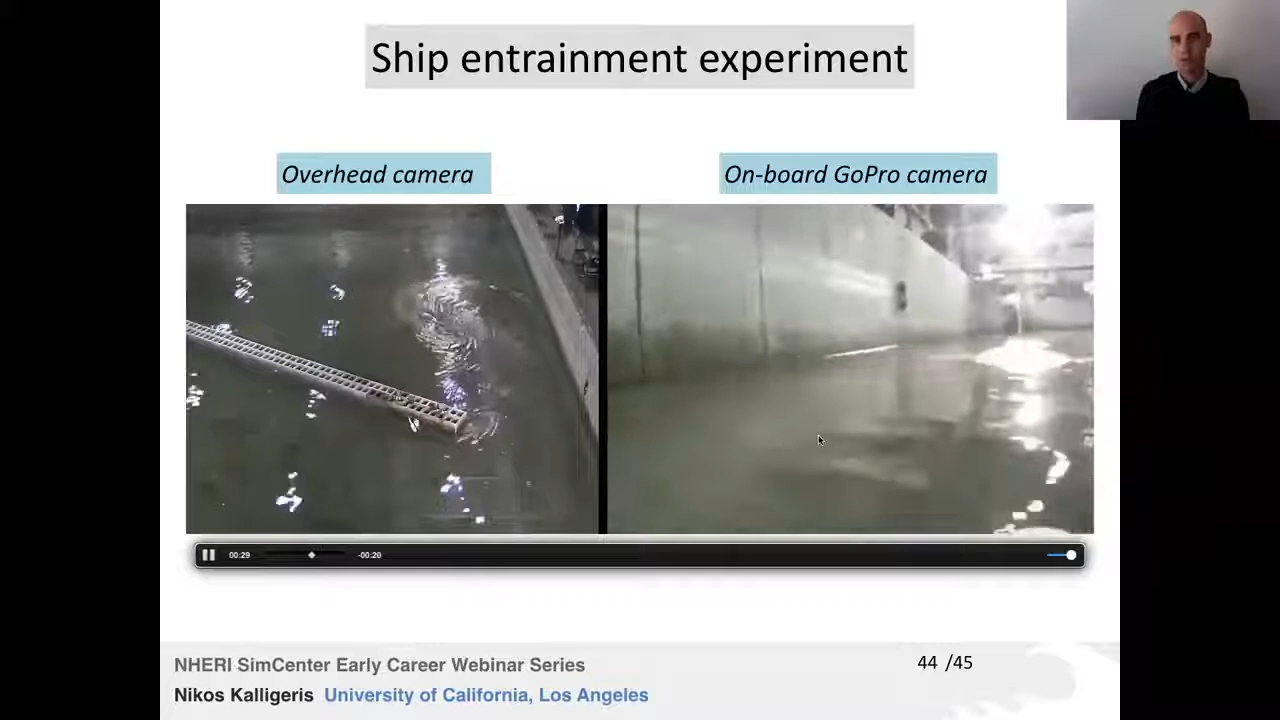 Ship entrainment experiment
Overhead camera
On-board GoPro camera
00:29
-00:20
NHERI SimCenter Early Career Webinar Series
44 /45
Nikos Kalligeris University of California, Los Angeles